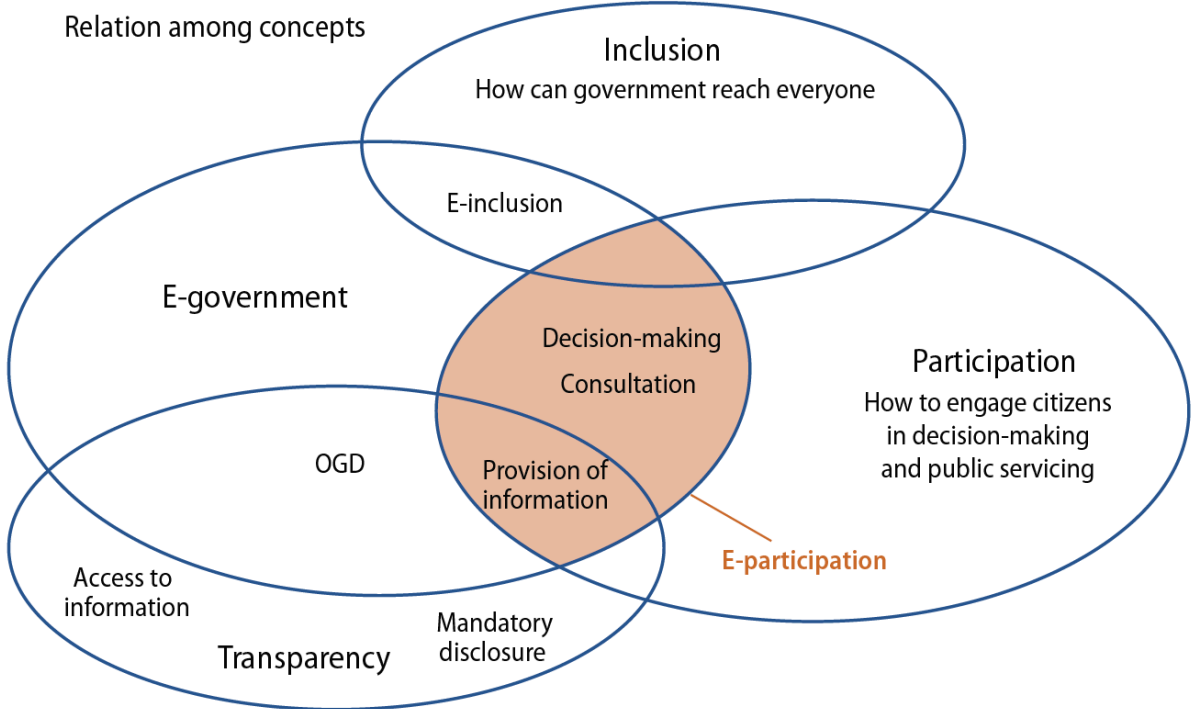 Relation among concepts
Inclusion
How can government reach everyone
E-inclusion
E-government
Decision-making
Consultation
Participation
How to engage citizens
in decision-making
and public servicing
OGD
Provision of
information
E-participation
Access to
information
Mandatory
disclosure
Transparency